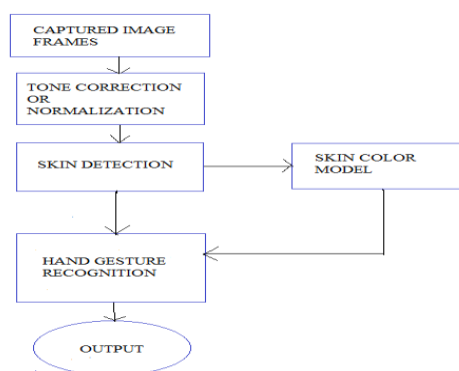 CAPTURED IMAGE
FRAMES
TONE CORRECTION
OR
NORMALIZATION
SKIN DETECTION
SKIN COLOR
MODEL
HAND GESTURE
RECOGNITION
OUTPUT